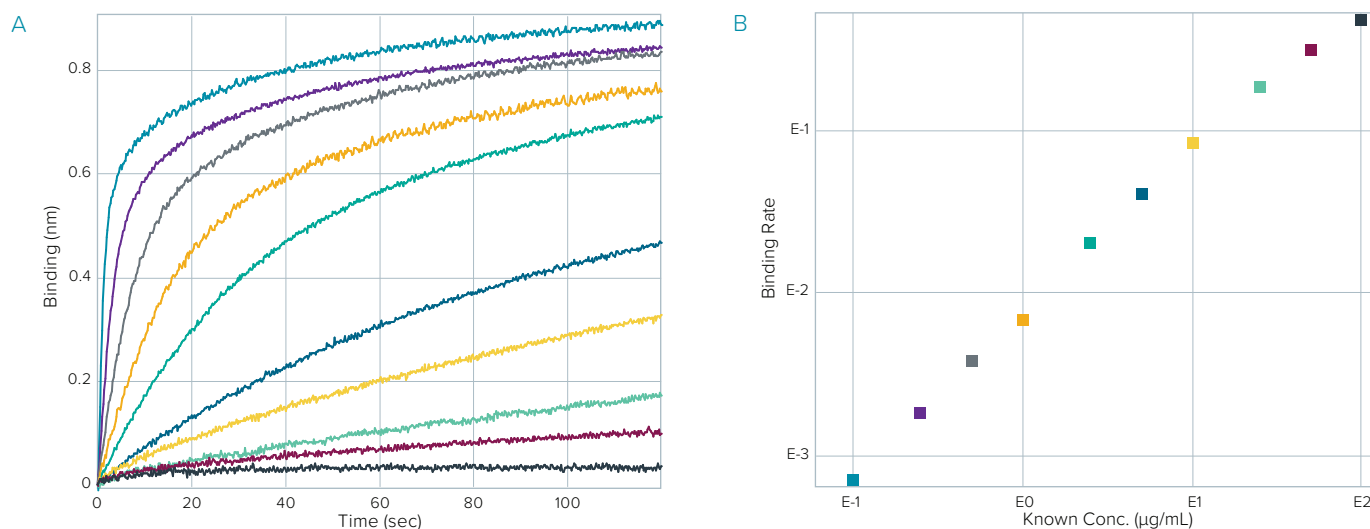 A
0.8
0.6
0.4
0.2
0
0 20 40 60 80 100
Binding (nm)
Time (sec)
B
E-1
E-2
E-3
E-1 E0 E1 E2
Binding Rate
Known Conc. (µg/mL)